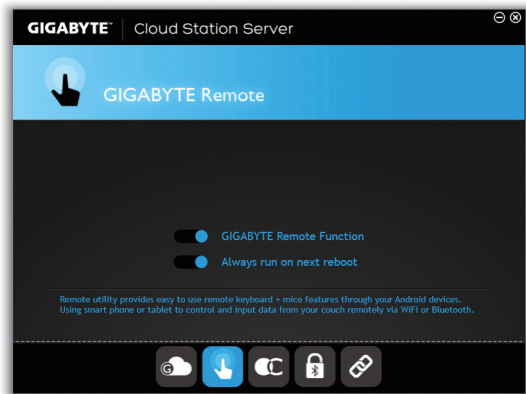 GIGABYTE™ Cloud Station Server
GIGABYTE Remote
GIGABYTE Remote Function
Always run on next reboot
Remote utility provides easy to use remote keyboard + mice features through your Android devices.
Using smart phone or tablet to control and input data from your couch remotely via WiFi or Bluetooth.
G